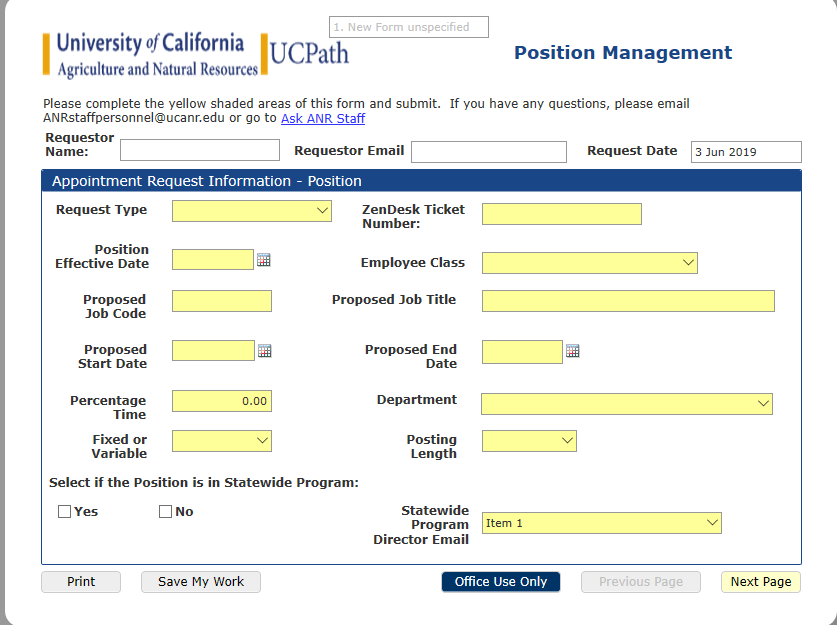 1. New Form unspecified
University of California
Agriculture and Natural Resources
UCPath
Position Management
Please complete the yellow shaded areas of this form and submit.  If you have any questions, please email
ANRstaffpersonnel@ucanr.edu or go to Ask ANR Staff
Requestor
Name:
Requestor Email
Request Date
3 Jun 2019
Appointment Request Information - Position
Request Type
ZenDesk Ticket
Number:
Position
Effective Date
Employee Class
Proposed
Job Code
Proposed Job Title
Proposed
Start Date
Proposed End
Date
Percentage
Time
0.00
Department
Fixed or
Variable
Posting
Length
Select if the Position is in Statewide Program:
Yes
No
Statewide
Program
Director Email
Item 1
Print
Save My Work
Office Use Only
Previous Page
Next Page